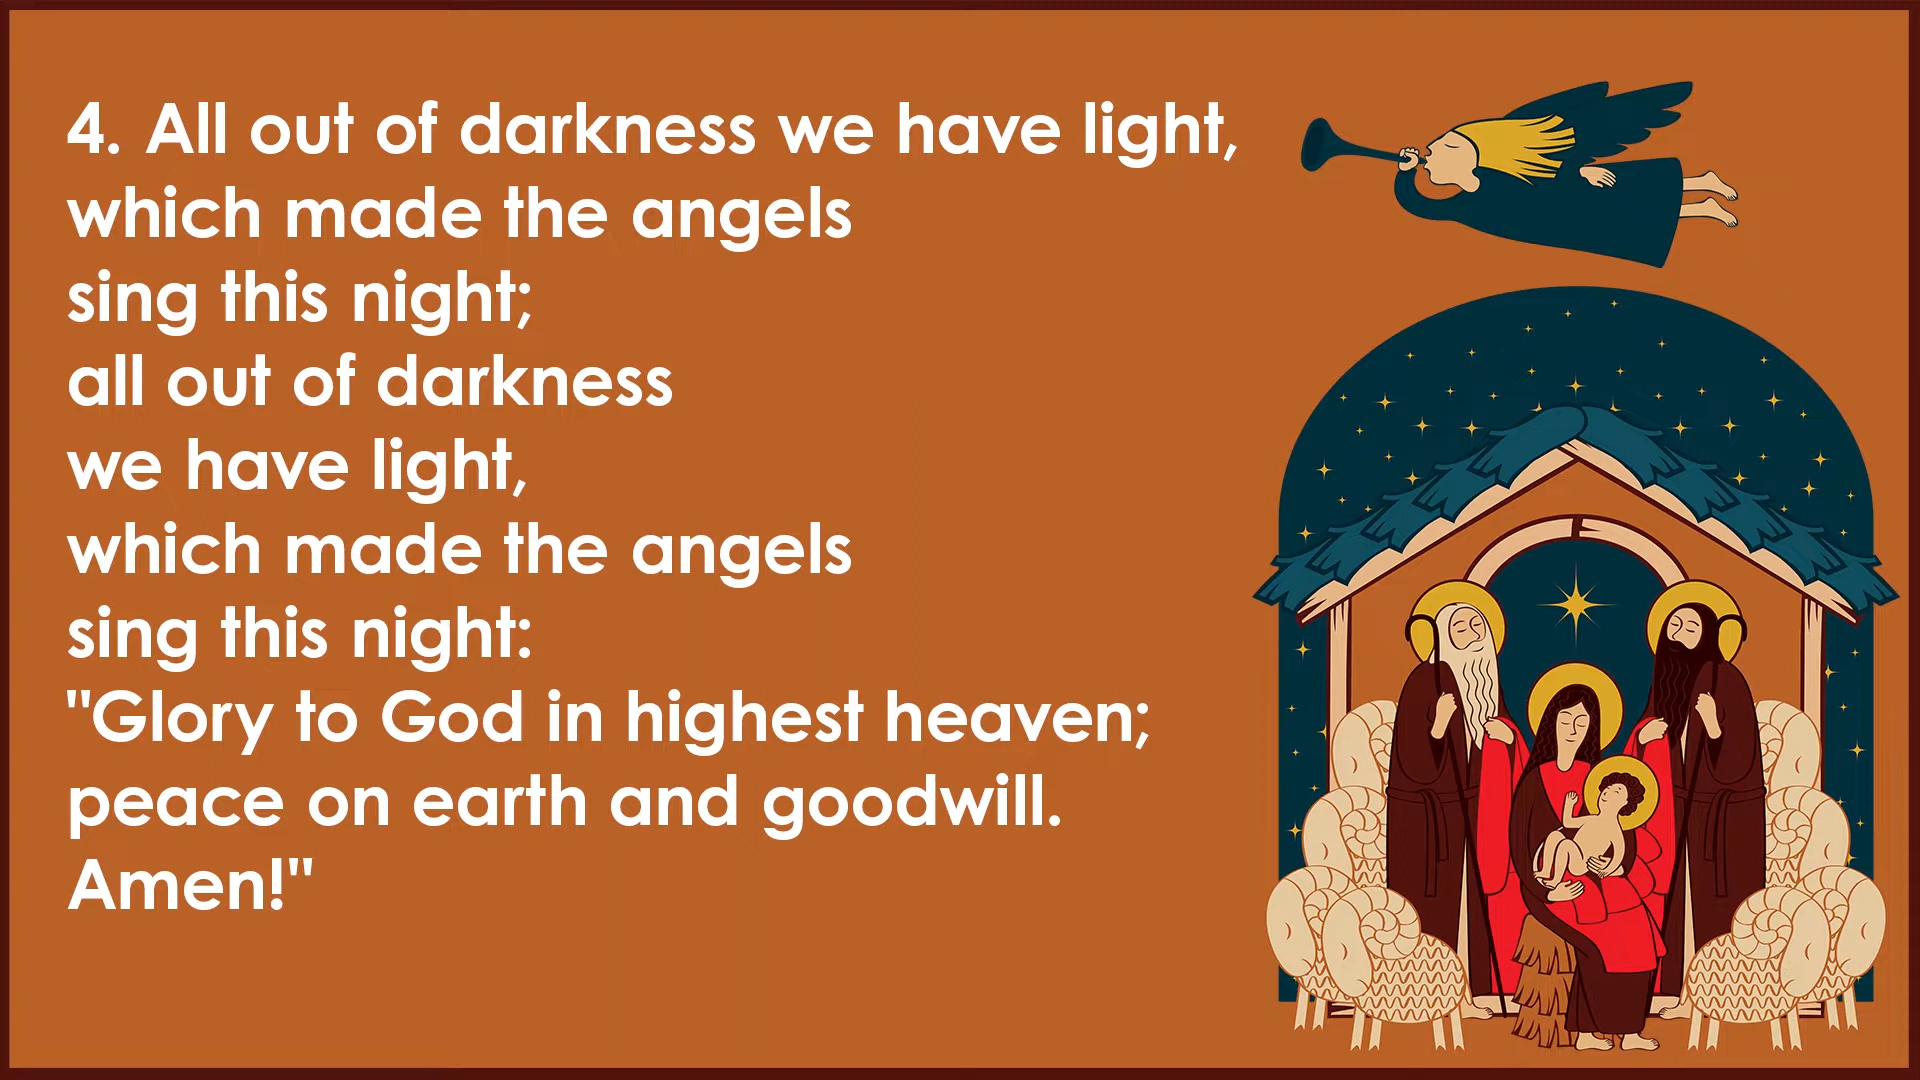 4. All out of darkness we have light,
which made the angels
sing this night;
all out of darkness
we have light,
which made the angels
sing this night:
"Glory to God in highest heaven;
peace on earth and goodwill.
Amen!"